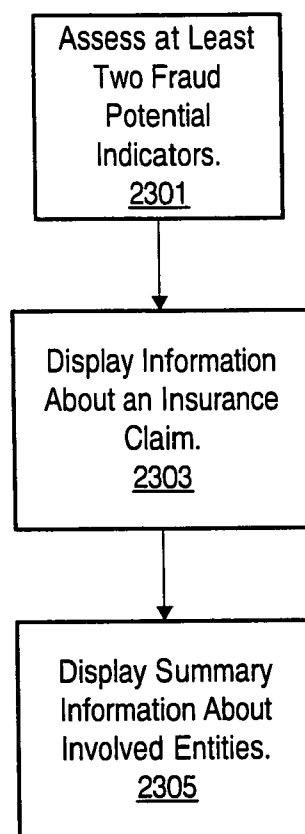 Assess at Least
Two Fraud
Potential
Indicators.
2301
Display Information
About an Insurance
Claim.
2303
Display Summary
Information About
Involved Entities.
2305